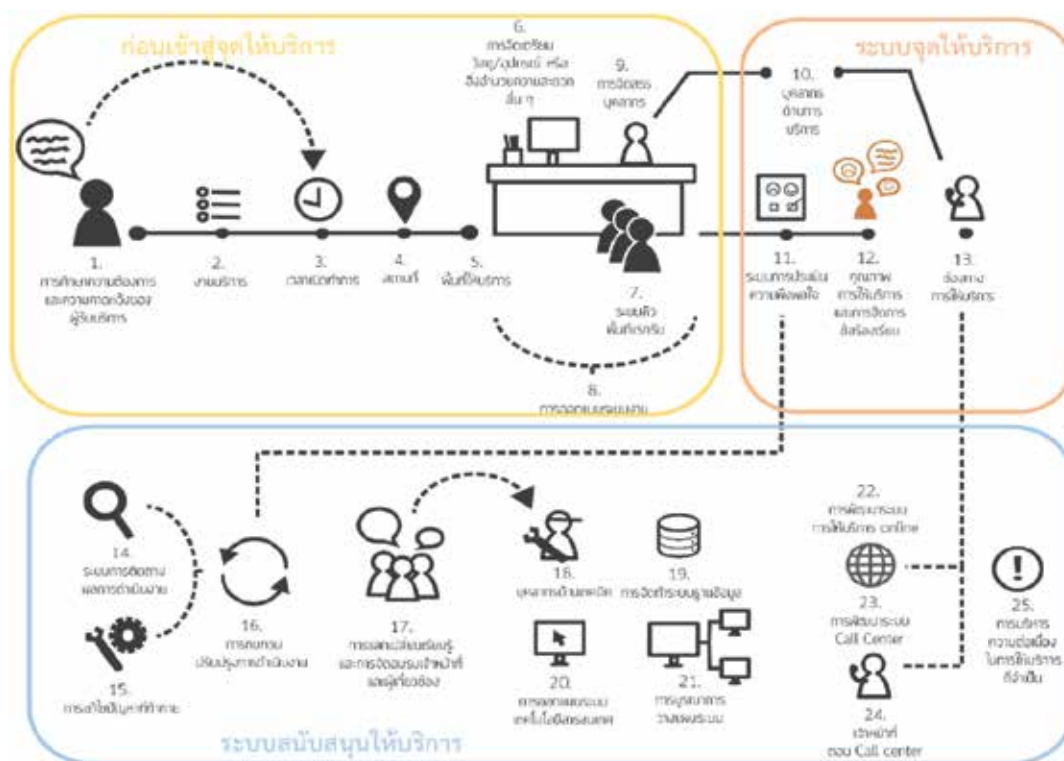 ก่อนเข้าสู่จุดให้บริการ
1.
การศึกษาความต้องการ
และความคาดหวังของ
ผู้รับบริการ
2.
งานบริการ
3.
เวลาเปิดทำการ
4.
สถานที่
5.
พื้นที่ให้บริการ
6.
การจัดเตรียม
วัสดุ/อุปกรณ์ หรือ
สิ่งอำนวยความสะดวก
อื่น ๆ
7.
ระบบคิว
พื้นที่แรกรับ
8.
การออกแบบระบบงาน
9.
การจัดสรร
บุคลากร
ระบบจุดให้บริการ
10.
บุคลากร
ด้านการ
บริการ
11.
ระบบการประเมิน
ความพึงพอใจ
12.
คุณภาพ
การให้บริการ
และการจัดการ
ข้อร้องเรียน
13.
ช่องทาง
การให้บริการ
14.
ระบบการติดตาม
ผลการดำเนินงาน
15.
การแก้ไขปัญหาที่ท้าทาย
16.
การทบทวน
ปรับปรุงการดำเนินงาน
17.
การแลกเปลี่ยนเรียนรู้
และการจัดอบรมเจ้าหน้าที่
และผู้เกี่ยวข้อง
18.
บุคลากรด้านเทคนิค
19.
การจัดทำระบบฐานข้อมูล
20.
การออกแบบระบบ
เทคโนโลยีสารสนเทศ
21.
การบูรณาการ
วางแผนระบบ
22.
การพัฒนาระบบ
การให้บริการ online
23.
การพัฒนาระบบ
Call Center
24.
เจ้าหน้าที่
ตอบ Call center
25.
การบริหาร
ความต่อเนื่อง
ในการให้บริการ
ที่จำเป็น
ระบบสนับสนุนให้บริการ